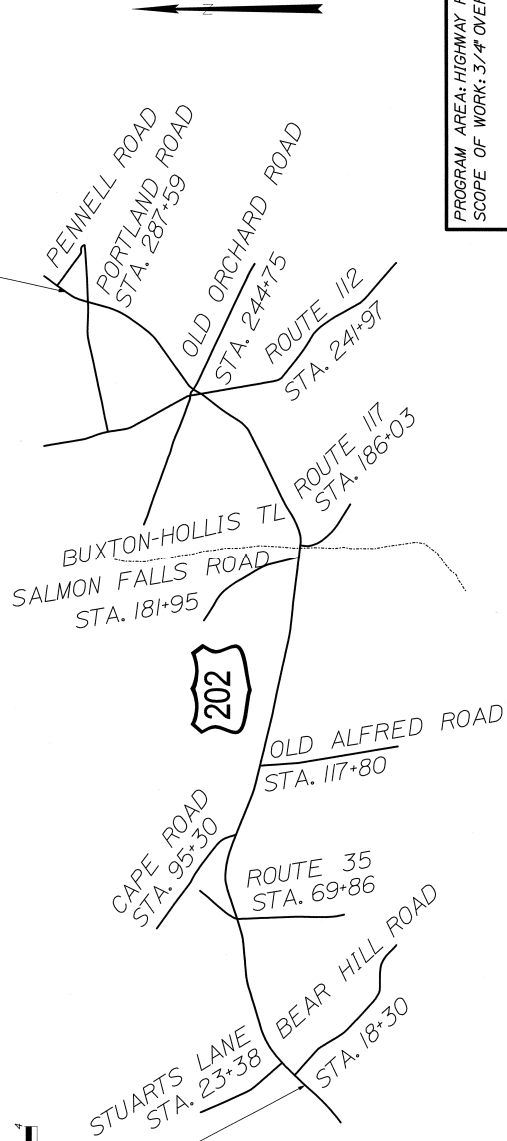 N
PROGRAM AREA: HIGHWAY
SCOPE OF WORK: 3/4" OVER
PENNELL ROAD
PORTLAND ROAD
STA. 287+59
OLD ORCHARD ROAD
STA. 244+75
ROUTE 112
STA. 241+97
ROUTE 117
STA. 186+03
BUXTON-HOLLIS TL
SALMON FALLS ROAD
STA. 181+95
202
OLD ALFRED ROAD
STA. 117+80
CAPE ROAD
STA. 95+30
ROUTE 35
STA. 69+86
BEAR HILL ROAD
STA. 18+30
STUARTS LANE
STA. 23+38
4